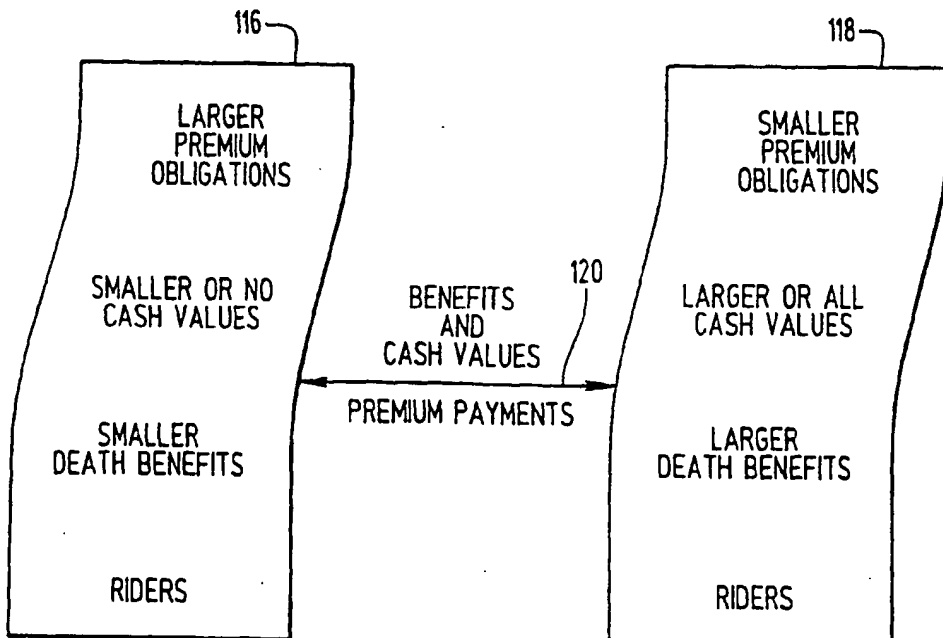 116
118
LARGER
PREMIUM
OBLIGATIONS
SMALLER OR NO
CASH VALUES
SMALLER
DEATH BENEFITS
RIDERS
120
BENEFITS
AND
CASH VALUES
PREMIUM PAYMENTS
SMALLER
PREMIUM
OBLIGATIONS
LARGER OR ALL
CASH VALUES
LARGER
DEATH BENEFITS
RIDERS